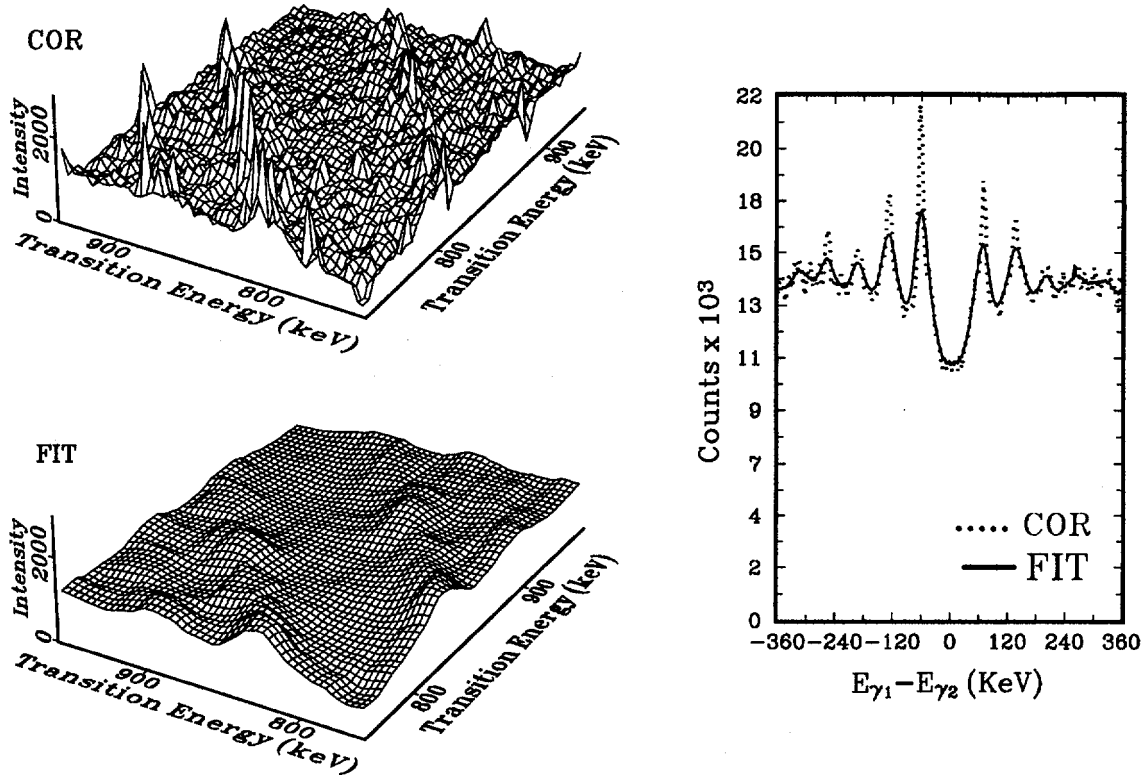 COR
Intensity
0
2000
900
800
Transition Energy (keV)
800
900
Transition Energy (keV)
FIT
Intensity
0
2000
900
800
Transition Energy (keV)
800
900
Transition Energy (keV)
Counts x 10³
22
20
18
15
13
11
9
7
4
2
0
-360 -240 -120 0 120 240 360
E_γ₁−E_γ₂ (KeV)
..... COR
— FIT